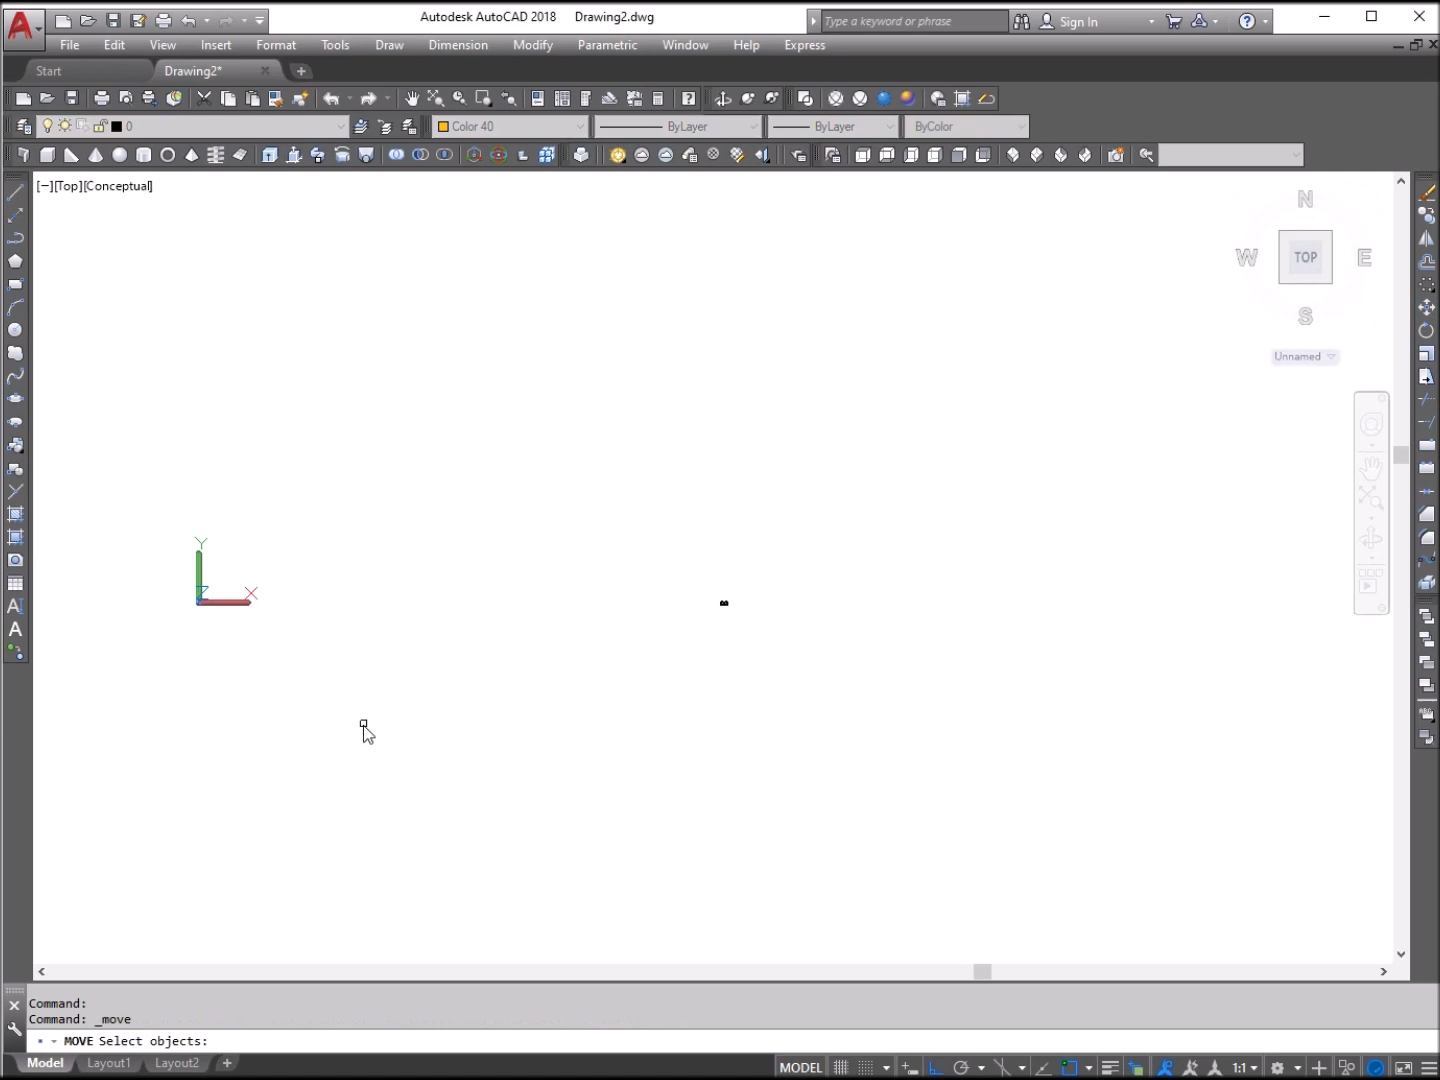 Autodesk AutoCAD 2018 Drawing2.dwg
Type a keyword or phrase
Sign In
File Edit View Insert Format Tools Draw Dimension Modify Parametric Window Help Express
Start Drawing2*
0
Color 40
ByLayer
ByLayer
ByColor
[−][Top][Conceptual]
N
W TOP E
S
Unnamed
Y
Z X
Command:
Command: _move
MOVE Select objects:
Model Layout1 Layout2 +
MODEL
1:1